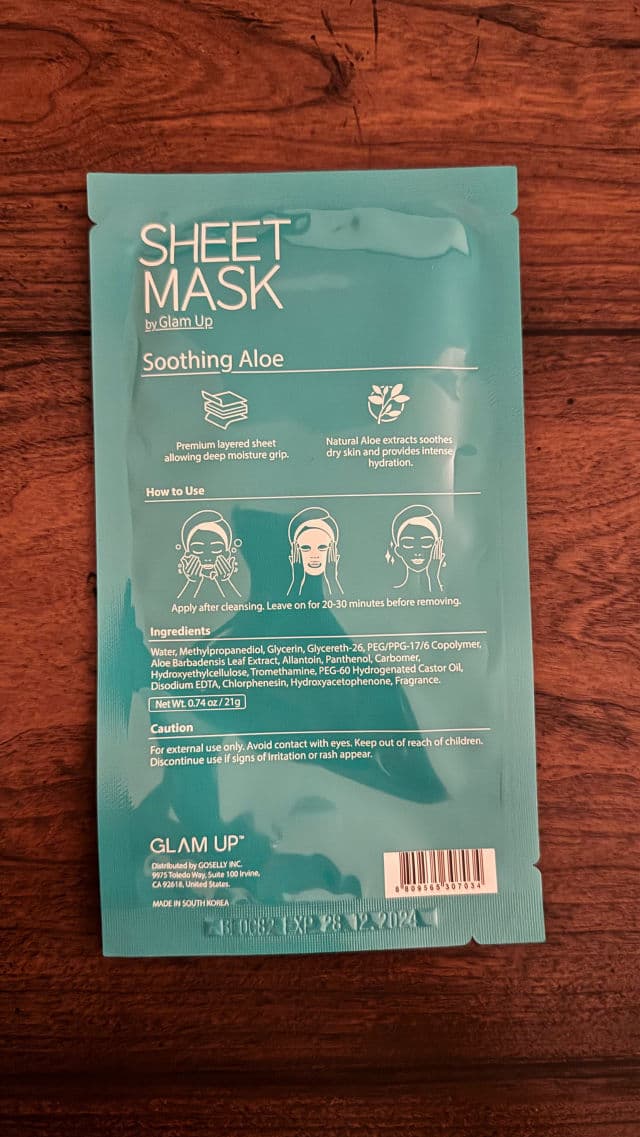 SHEET
MASK
by Glam Up
Soothing Aloe
Premium layered sheet
allowing deep moisture grip.
Natural Aloe extracts soothes
dry skin and provides intense
hydration.
How to Use
Apply after cleansing. Leave on for 20-30 minutes before removing.
Ingredients
Water, Methylpropanediol, Glycerin, Glycereth-26, PEG/PPG-17/6 Copolymer,
Aloe Barbadensis Leaf Extract, Allantoin, Panthenol, Carbomer,
Hydroxyethylcellulose, Tromethamine, PEG-60 Hydrogenated Castor Oil,
Disodium EDTA, Chlorphenesin, Hydroxyacetophenone, Fragrance.
Net Wt. 0.74 oz / 21g
Caution
For external use only. Avoid contact with eyes. Keep out of reach of children.
Discontinue use if signs of Irritation or rash appear.
GLAM UP™
Distributed by GOSELLY INC.
9975 Toledo Way, Suite 100 Irvine,
CA 92618, United States.
MADE IN SOUTH KOREA
8 809565 307034
EXP 28.12.2024